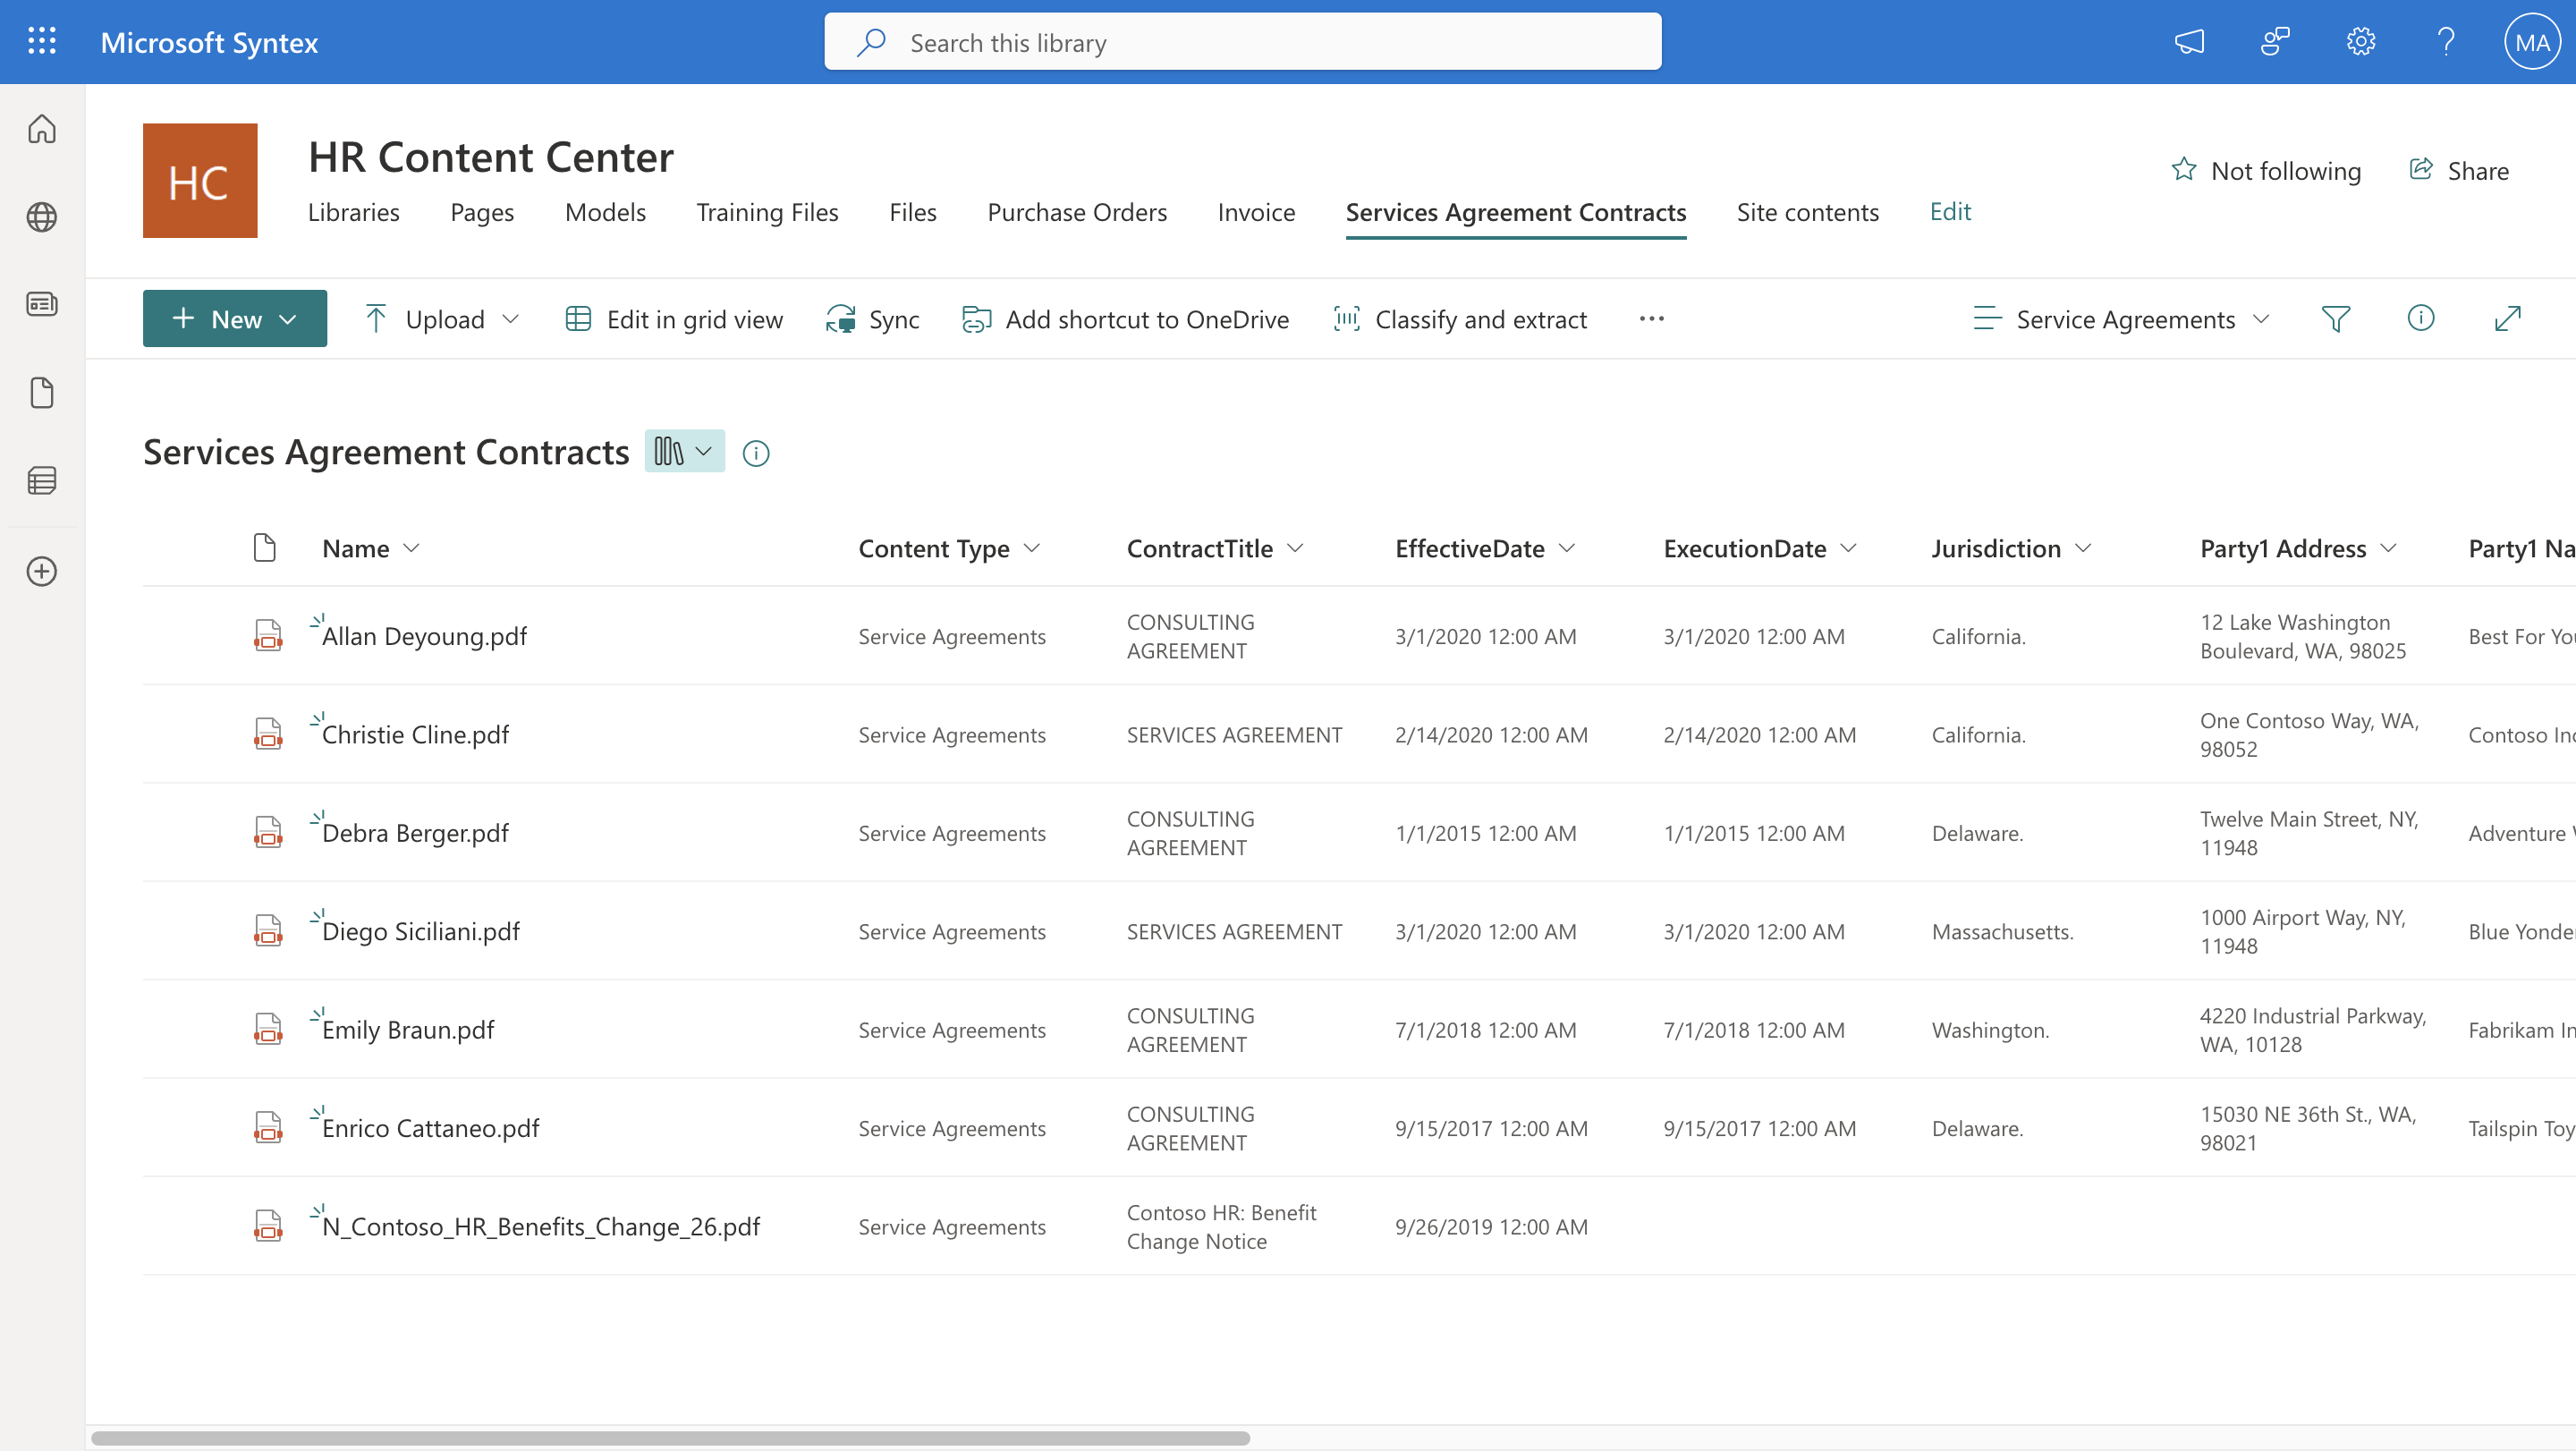 Microsoft Syntex
Search this library
MA
HC
HR Content Center
Not following
Share
Libraries Pages Models Training Files Files Purchase Orders Invoice Services Agreement Contracts Site contents Edit
New Upload Edit in grid view Sync Add shortcut to OneDrive Classify and extract Service Agreements
Services Agreement Contracts
Name Content Type ContractTitle EffectiveDate ExecutionDate Jurisdiction Party1 Address Party1 Na
Allan Deyoung.pdf Service Agreements CONSULTING AGREEMENT 3/1/2020 12:00 AM 3/1/2020 12:00 AM California. 12 Lake Washington Boulevard, WA, 98025 Best For You
Christie Cline.pdf Service Agreements SERVICES AGREEMENT 2/14/2020 12:00 AM 2/14/2020 12:00 AM California. One Contoso Way, WA, 98052 Contoso Inc
Debra Berger.pdf Service Agreements CONSULTING AGREEMENT 1/1/2015 12:00 AM 1/1/2015 12:00 AM Delaware. Twelve Main Street, NY, 11948 Adventure
Diego Siciliani.pdf Service Agreements SERVICES AGREEMENT 3/1/2020 12:00 AM 3/1/2020 12:00 AM Massachusetts. 1000 Airport Way, NY, 11948 Blue Yonder
Emily Braun.pdf Service Agreements CONSULTING AGREEMENT 7/1/2018 12:00 AM 7/1/2018 12:00 AM Washington. 4220 Industrial Parkway, WA, 10128 Fabrikam In
Enrico Cattaneo.pdf Service Agreements CONSULTING AGREEMENT 9/15/2017 12:00 AM 9/15/2017 12:00 AM Delaware. 15030 NE 36th St., WA, 98021 Tailspin Toy
N_Contoso_HR_Benefits_Change_26.pdf Service Agreements Contoso HR: Benefit Change Notice 9/26/2019 12:00 AM